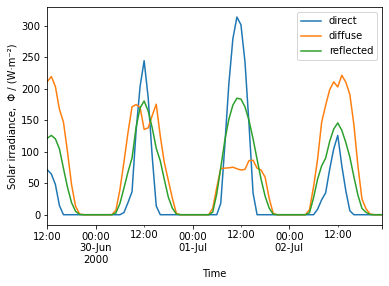 Solar irradiance, Φ / (W·m⁻²)
300
250
200
150
100
50
0
direct
diffuse
reflected
12:00 00:00 12:00 00:00 12:00 00:00 12:00
30-Jun 01-Jul 02-Jul
2000
Time